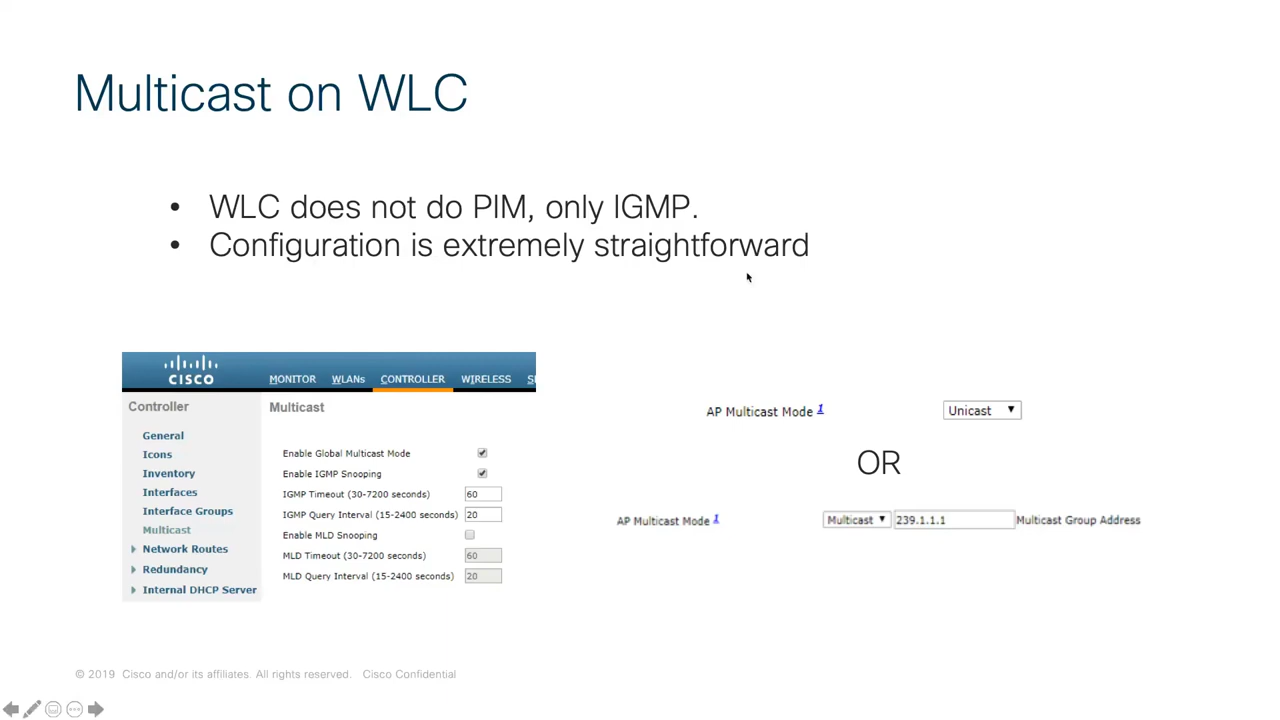 Multicast on WLC
• WLC does not do PIM, only IGMP.
• Configuration is extremely straightforward
CISCO
MONITOR WLANs CONTROLLER WIRELESS
Controller
General
Icons
Inventory
Interfaces
Interface Groups
Multicast
Network Routes
Redundancy
Internal DHCP Server
Multicast
Enable Global Multicast Mode
Enable IGMP Snooping
IGMP Timeout (30-7200 seconds) 60
IGMP Query Interval (15-2400 seconds) 20
Enable MLD Snooping
MLD Timeout (30-7200 seconds) 60
MLD Query Interval (15-2400 seconds) 20
AP Multicast Mode 1 Unicast
OR
AP Multicast Mode 1 Multicast 239.1.1.1 Multicast Group Address
© 2019 Cisco and/or its affiliates. All rights reserved. Cisco Confidential